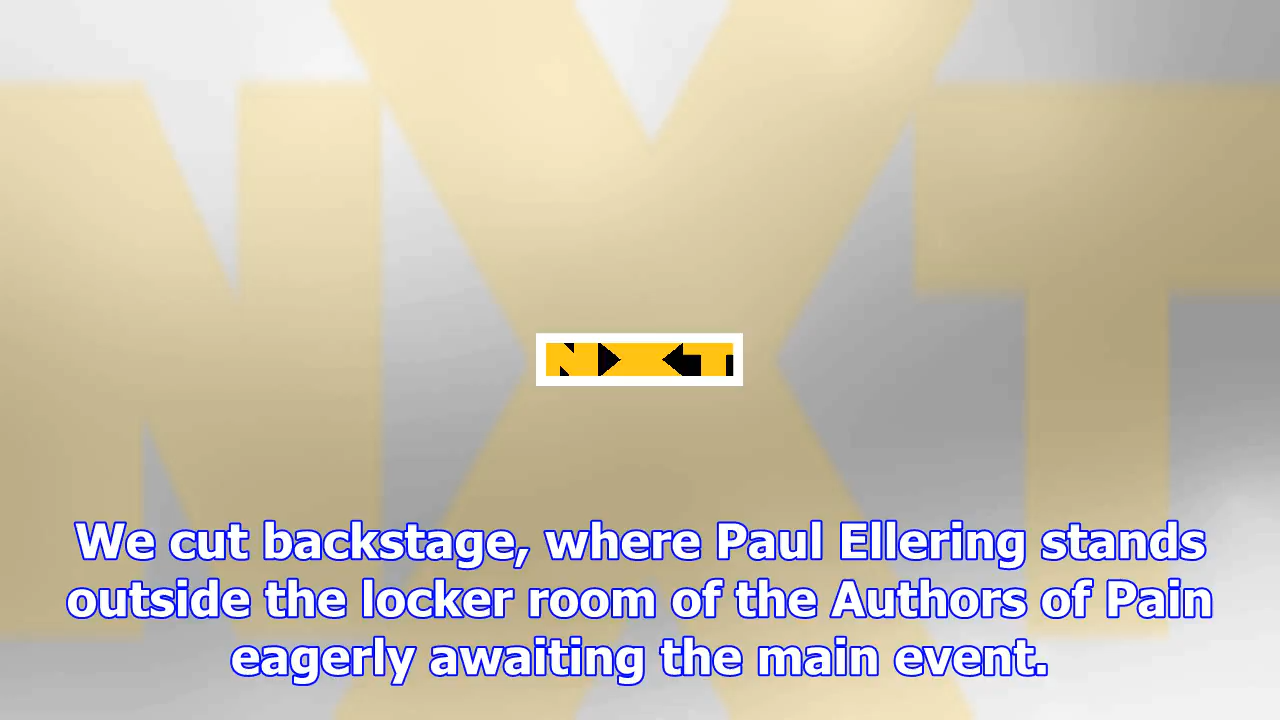 NXT
NXT
We cut backstage, where Paul Ellering stands
outside the locker room of the Authors of Pain
eagerly awaiting the main event.